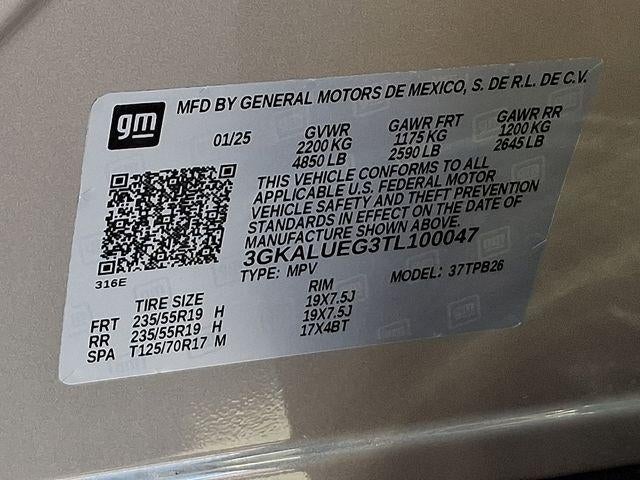 gm
MFD BY GENERAL MOTORS DE MEXICO, S. DE R.L. DE C.V.
01/25 GVWR GAWR FRT GAWR RR
2200 KG 1175 KG 1200 KG
4850 LB 2590 LB 2645 LB
THIS VEHICLE CONFORMS TO ALL
APPLICABLE U.S. FEDERAL MOTOR
VEHICLE SAFETY AND THEFT PREVENTION
STANDARDS IN EFFECT ON THE DATE OF
MANUFACTURE SHOWN ABOVE.
3GKALUEG3TL100047
316E
TYPE: MPV MODEL: 37TPB26
TIRE SIZE RIM
FRT 235/55R19 H 19X7.5J
RR 235/55R19 H 19X7.5J
SPA T125/70R17 M 17X4BT